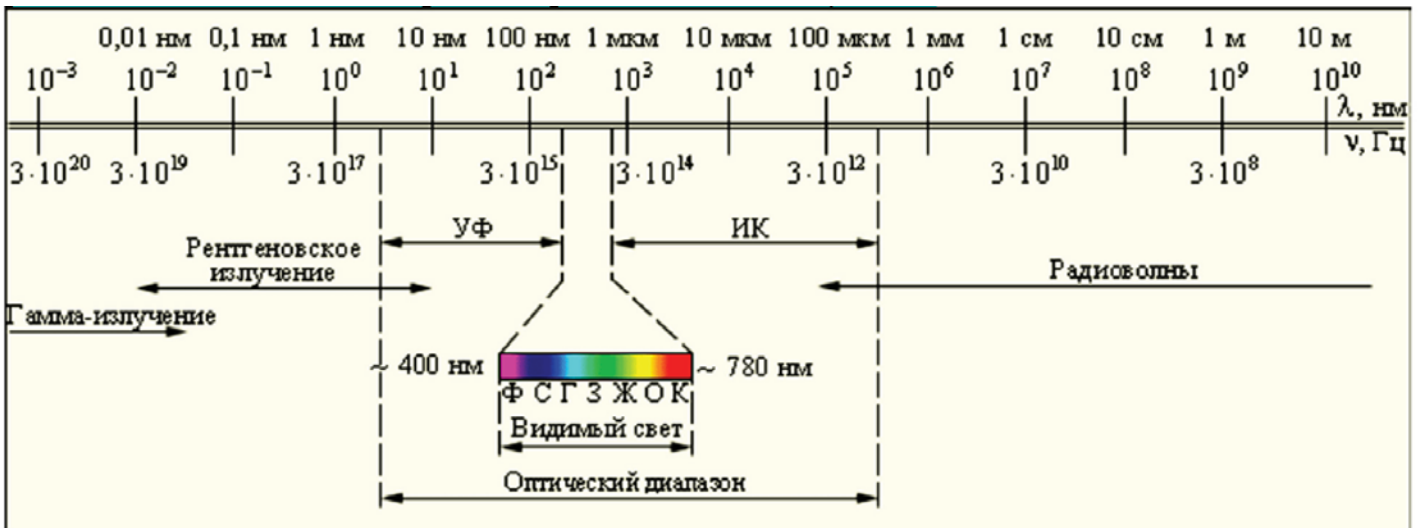 0,01 нм 0,1 нм 1 нм 10 нм 100 нм 1 мкм 10 мкм 100 мкм 1 мм 1 см 10 см 1 м 10 м
10⁻³ 10⁻² 10⁻¹ 10⁰ 10¹ 10² 10³ 10⁴ 10⁵ 10⁶ 10⁷ 10⁸ 10⁹ 10¹⁰
λ, нм
ν, Гц
3·10²⁰ 3·10¹⁹ 3·10¹⁷ 3·10¹⁵ 3·10¹⁴ 3·10¹² 3·10¹⁰ 3·10⁸
УФ ИК
Рентгеновское
излучение
Радиоволны
Гамма-излучение
~ 400 нм ~ 780 нм
Ф С Г З Ж О К
Видимый свет
Оптический диапазон